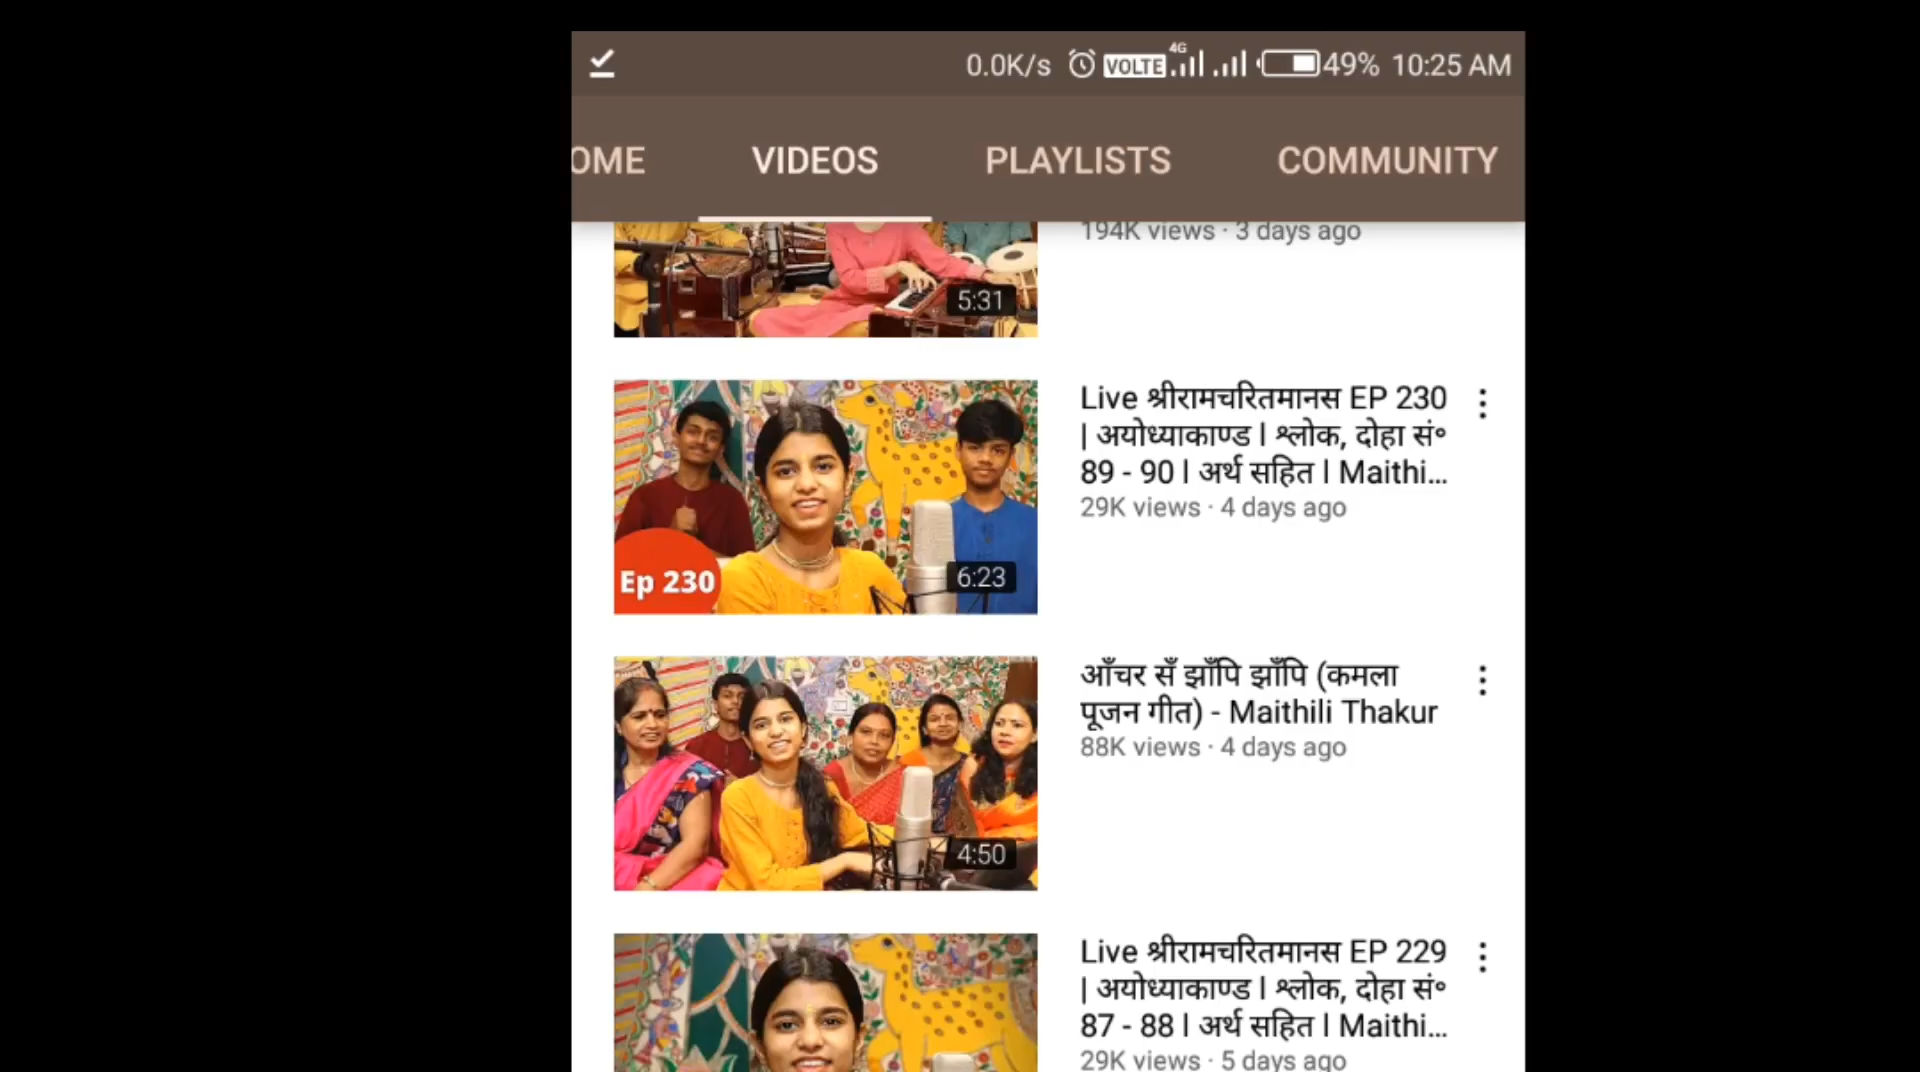 0.0K/s VOLTE 4G 49% 10:25 AM
OME VIDEOS PLAYLISTS COMMUNITY
194K views · 3 days ago
5:31
Live श्रीरामचरितमानस EP 230
| अयोध्याकाण्ड l श्लोक, दोहा सं॰
89 - 90 l अर्थ सहित l Maithi...
29K views · 4 days ago
Ep 230
6:23
आँचर सँ झाँपि झाँपि (कमला
पूजन गीत) - Maithili Thakur
88K views · 4 days ago
4:50
Live श्रीरामचरितमानस EP 229
| अयोध्याकाण्ड l श्लोक, दोहा सं॰
87 - 88 l अर्थ सहित l Maithi...
29K views · 5 days ago